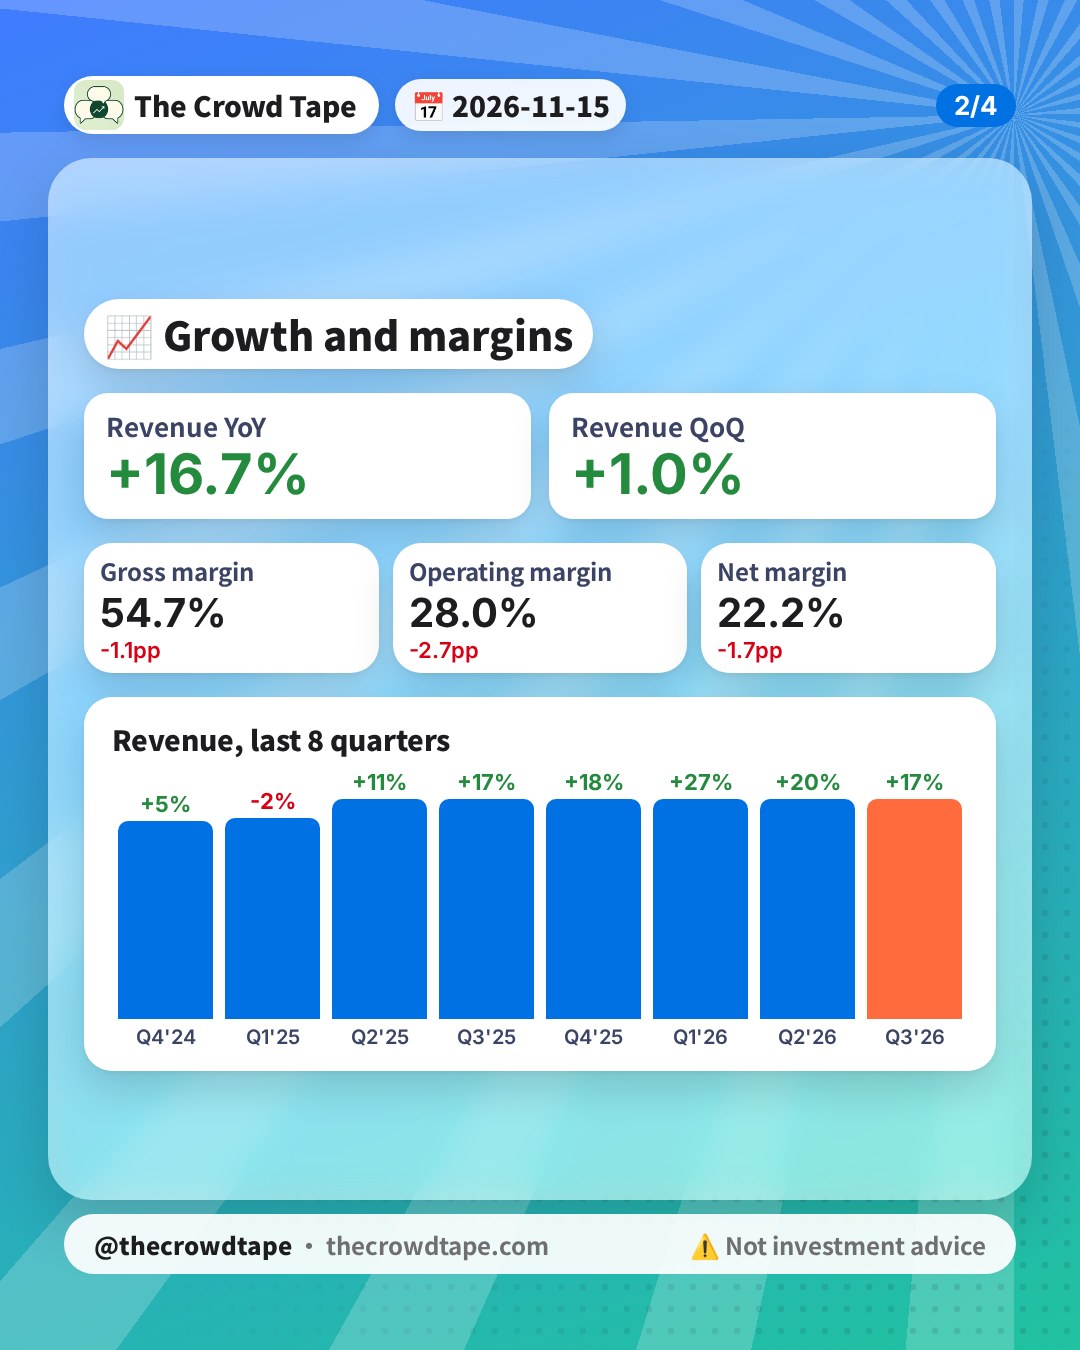 The Crowd Tape
2026-11-15
2/4
Growth and margins
Revenue YoY
+16.7%
Revenue QoQ
+1.0%
Gross margin
54.7%
-1.1pp
Operating margin
28.0%
-2.7pp
Net margin
22.2%
-1.7pp
Revenue, last 8 quarters
+5% -2% +11% +17% +18% +27% +20% +17%
Q4'24 Q1'25 Q2'25 Q3'25 Q4'25 Q1'26 Q2'26 Q3'26
@thecrowdtape • thecrowdtape.com
⚠️ Not investment advice